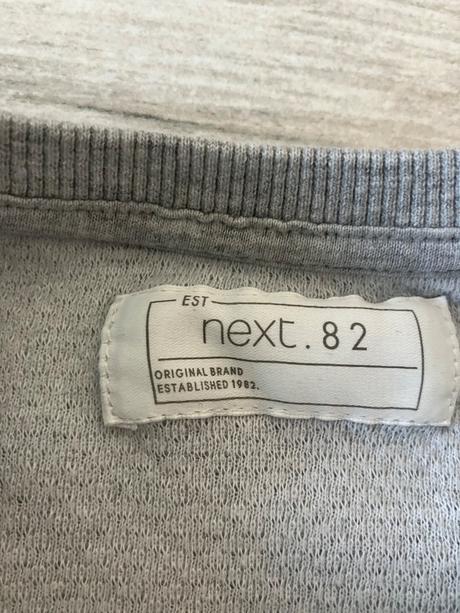 EST
next.82
ORIGINAL BRAND
ESTABLISHED 1982.